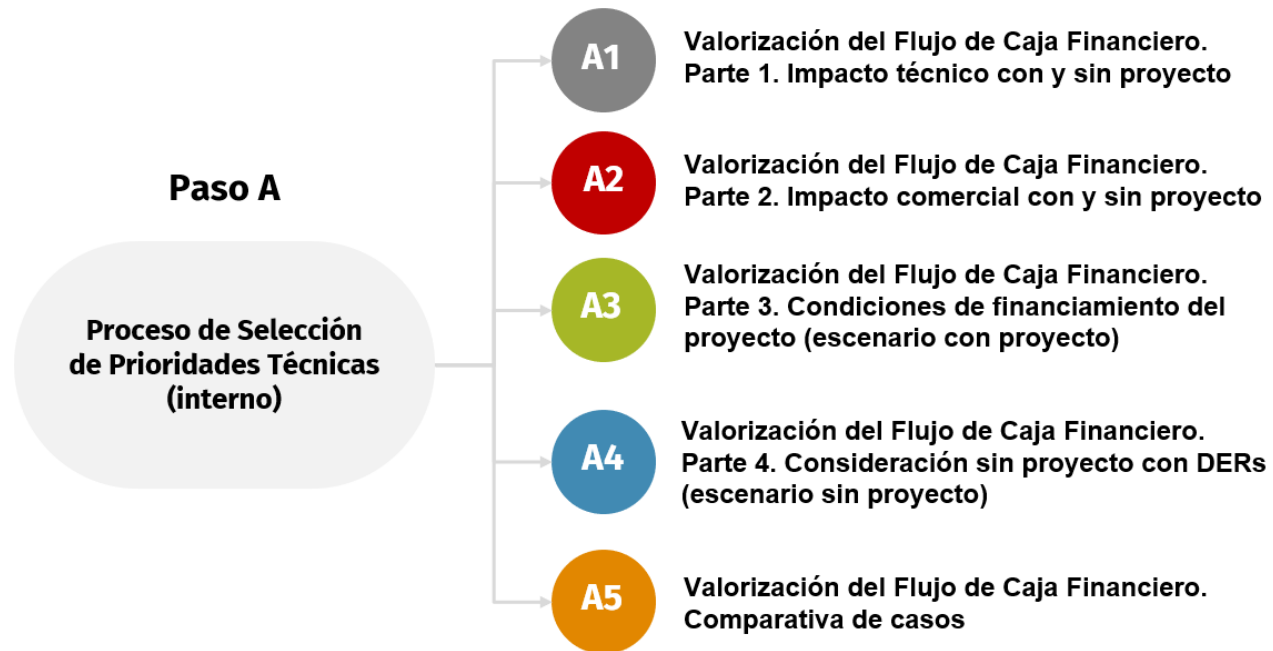 Paso A
Proceso de Selección
de Prioridades Técnicas
(interno)
A1
Valorización del Flujo de Caja Financiero.
Parte 1. Impacto técnico con y sin proyecto
A2
Valorización del Flujo de Caja Financiero.
Parte 2. Impacto comercial con y sin proyecto
A3
Valorización del Flujo de Caja Financiero.
Parte 3. Condiciones de financiamiento del
proyecto (escenario con proyecto)
A4
Valorización del Flujo de Caja Financiero.
Parte 4. Consideración sin proyecto con DERs
(escenario sin proyecto)
A5
Valorización del Flujo de Caja Financiero.
Comparativa de casos